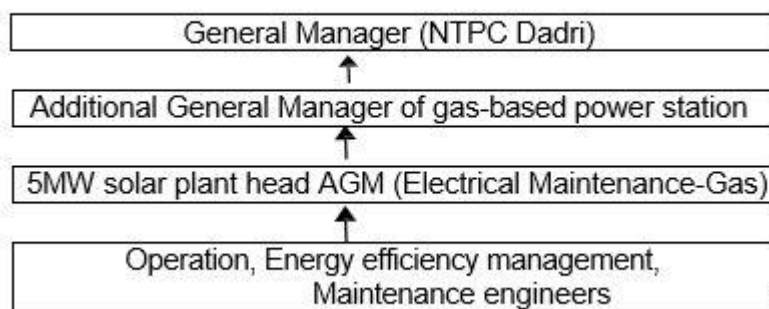 General Manager (NTPC Dadri)
Additional General Manager of gas-based power station
5MW solar plant head AGM (Electrical Maintenance-Gas)
Operation, Energy efficiency management,
Maintenance engineers